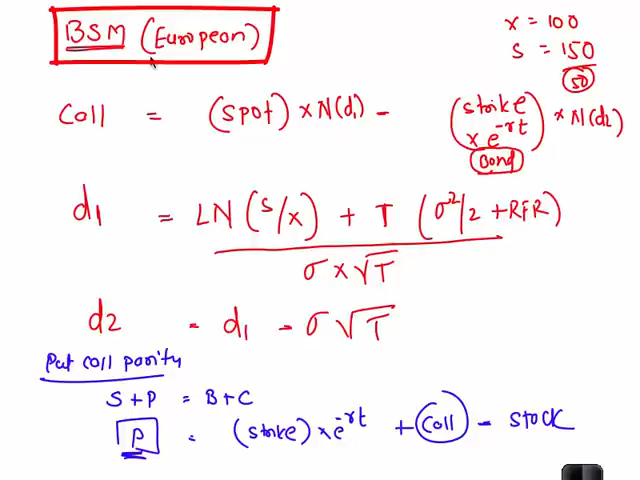 BSM (European)
x = 100
s = 150
50
Call = (spot) x N(d1) - (strike x e^-rt) x N(d2)
Bond
d1 = LN (s/x) + T (σ²/2 + RFR)
σ x √T
d2 = d1 - σ √T
Put call parity
S+P = B+C
P = (strike) x e^-rt + Call - stock